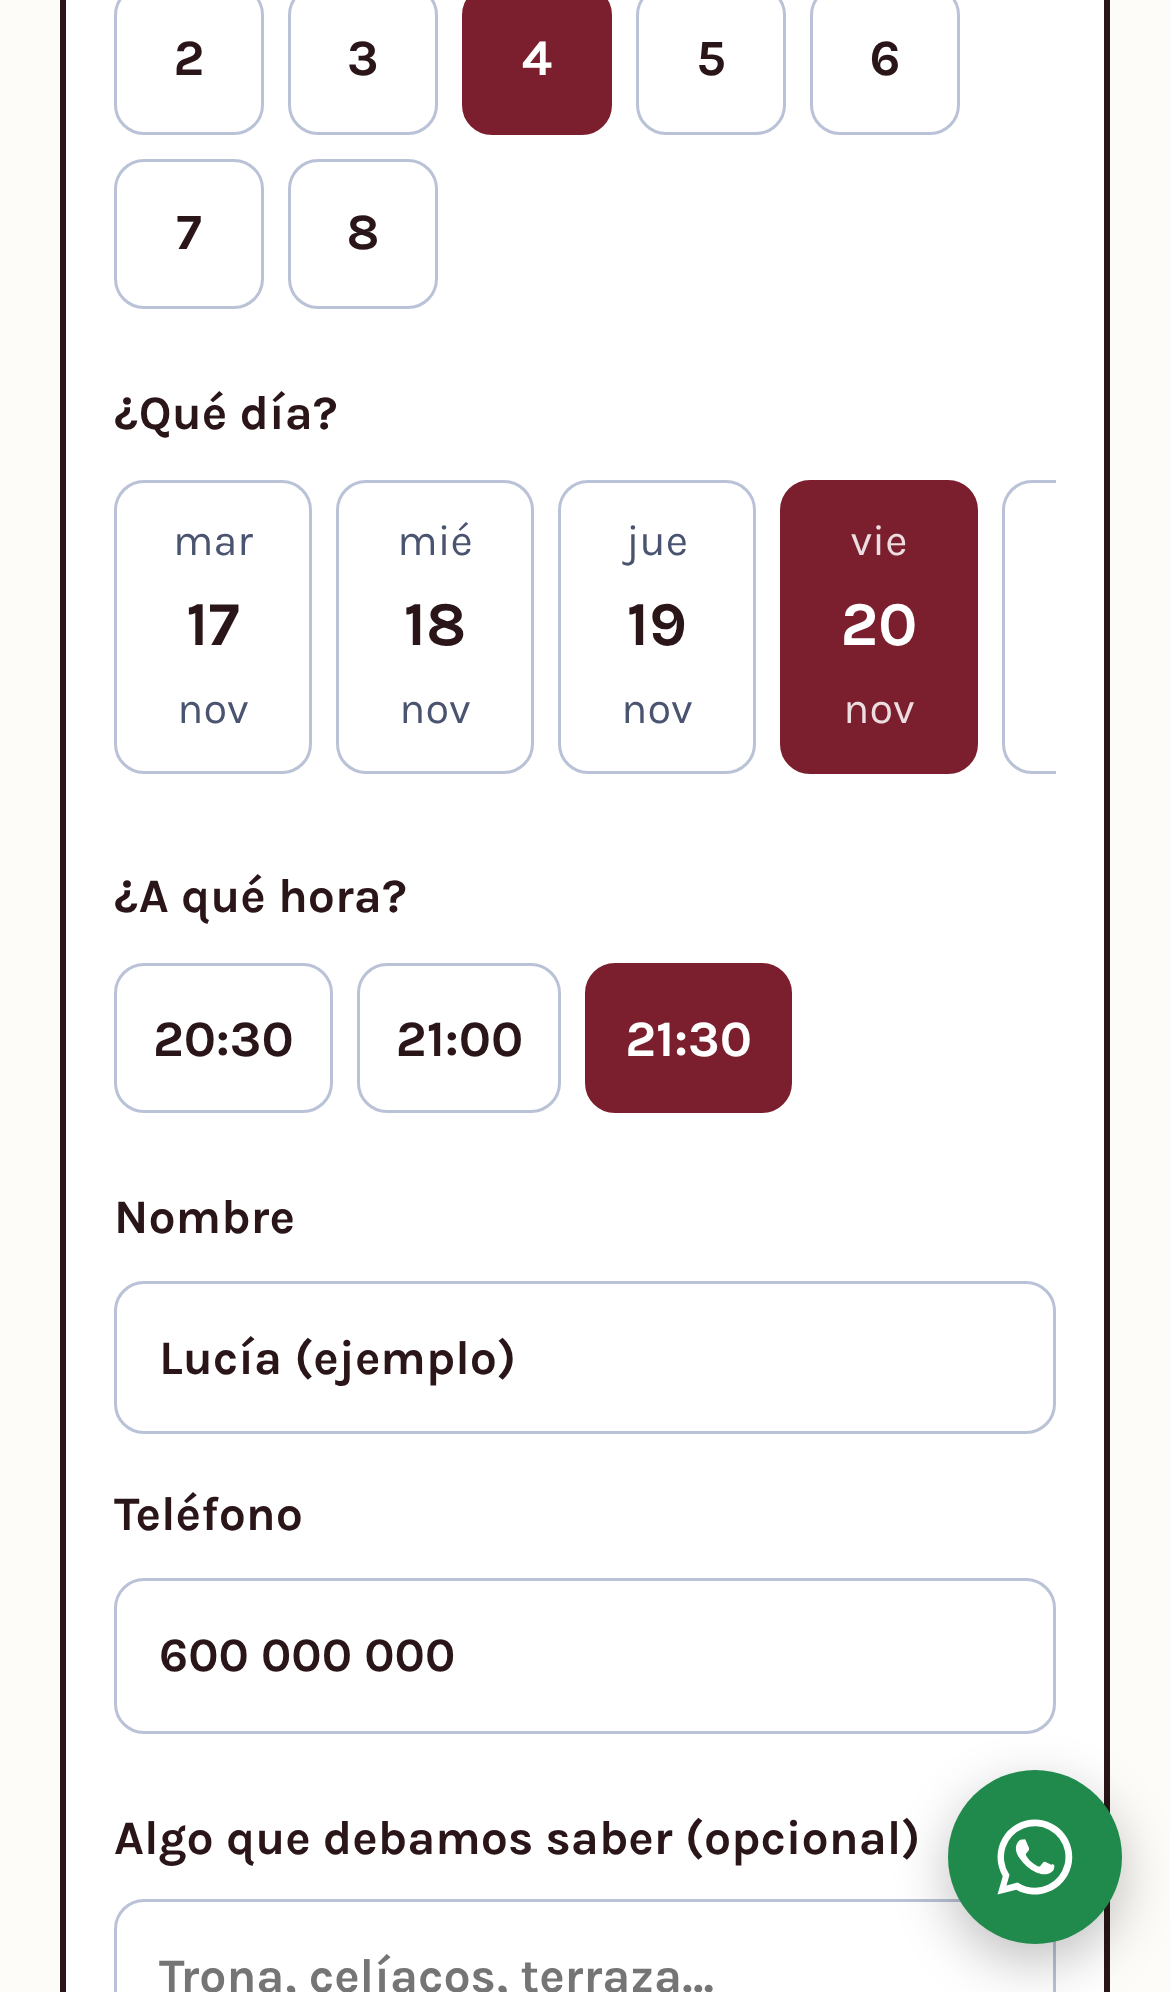 2 3 4 5 6
7 8
¿Qué día?
mar mié jue vie
17 18 19 20
nov nov nov nov
¿A qué hora?
20:30 21:00 21:30
Nombre
Lucía (ejemplo)
Teléfono
600 000 000
Algo que debamos saber (opcional)
Trona, celíacos, terraza...